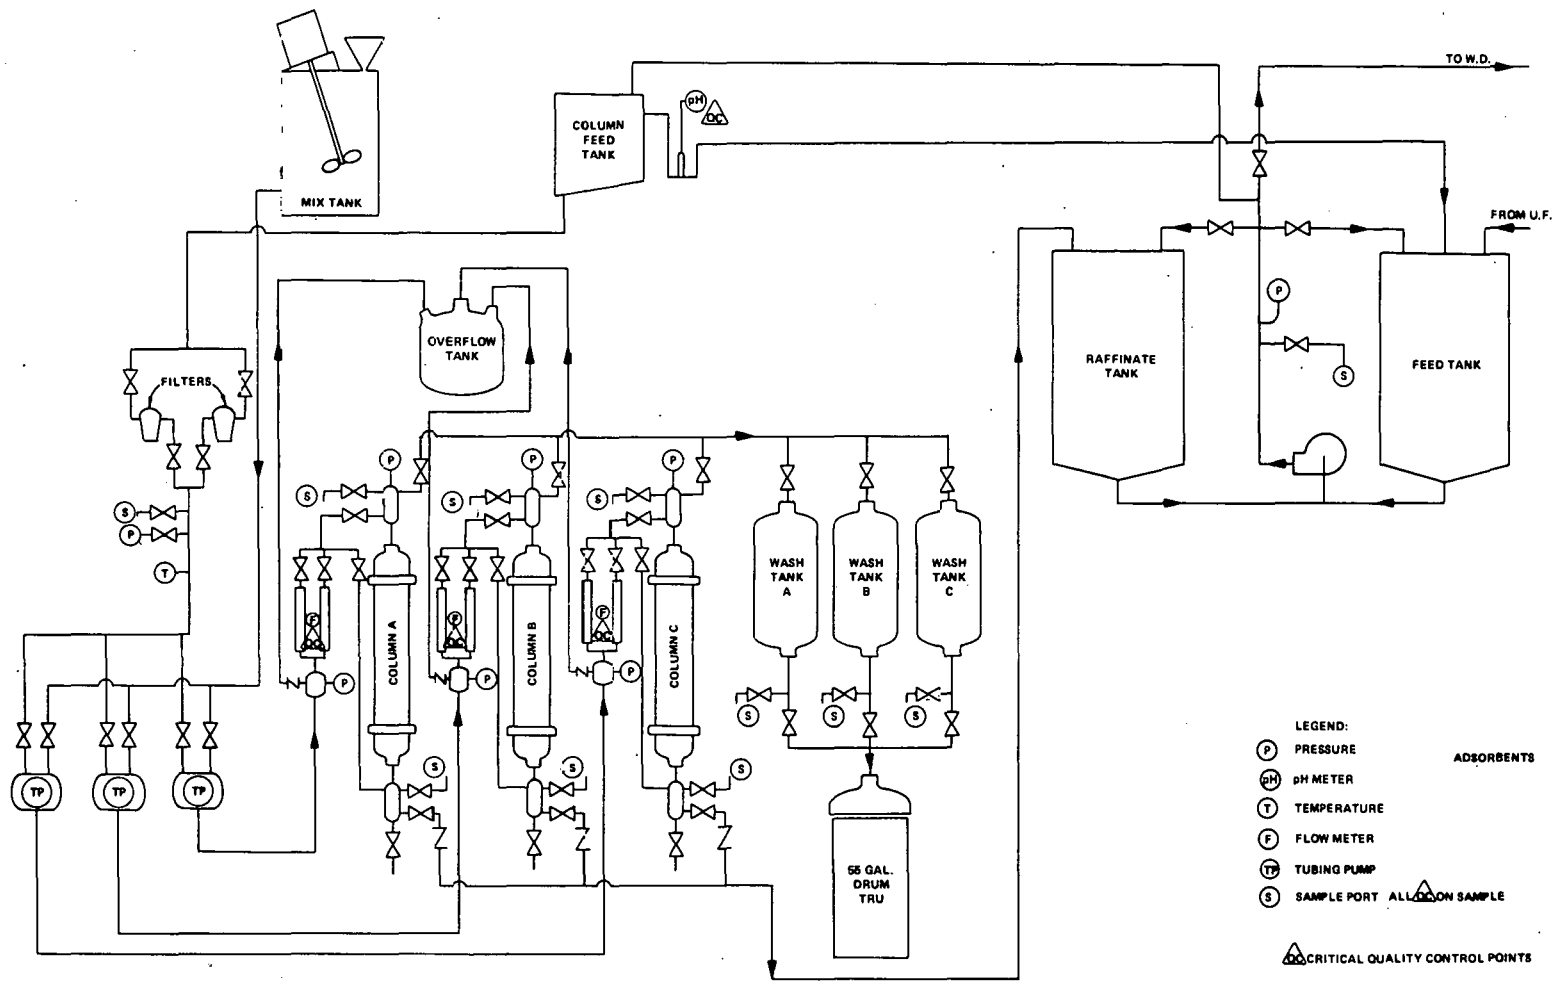 TO W.D.
pH
QC
COLUMN
FEED
TANK
MIX TANK
FROM U.F.
P
OVERFLOW
TANK
RAFFINATE
TANK
FEED TANK
S
FILTERS
P
P
P
S
S
S
S
P
T
WASH
TANK
A
WASH
TANK
B
WASH
TANK
C
F
QC
F
QC
F
QC
COLUMN A
COLUMN B
COLUMN C
P
P
P
S
S
S
LEGEND:
P PRESSURE
ADSORBENTS
pH pH METER
T TEMPERATURE
F FLOW METER
TP TUBING PUMP
S SAMPLE PORT ALL QC ON SAMPLE
QC CRITICAL QUALITY CONTROL POINTS
S
S
S
TP
TP
TP
55 GAL.
DRUM
TRU